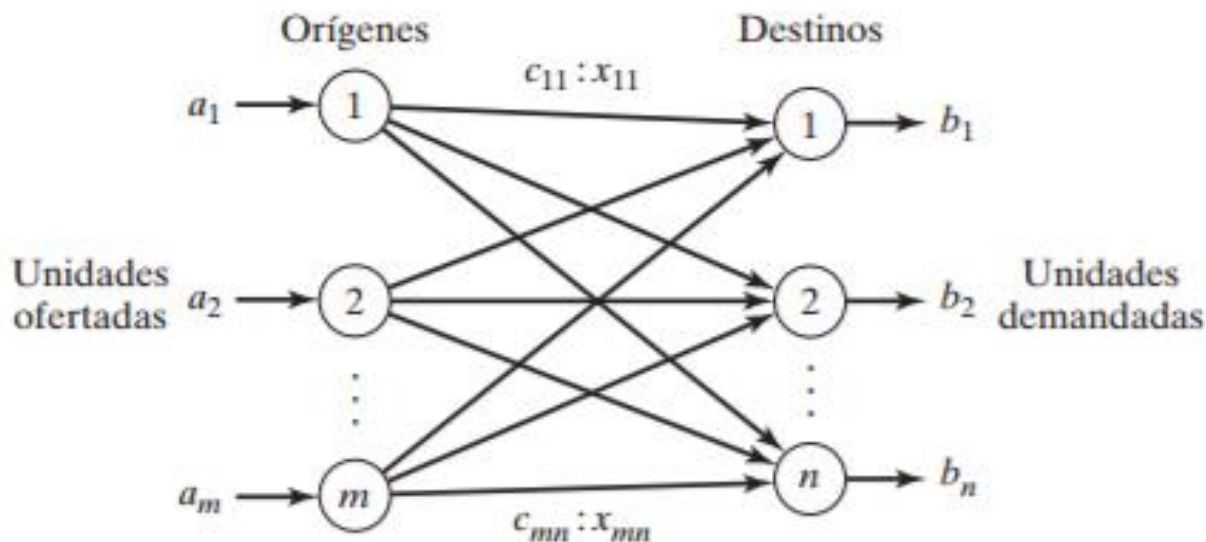 Orígenes
Destinos
c₁₁ : x₁₁
a₁
1
1
b₁
Unidades
ofertadas
a₂
2
2
b₂
Unidades
demandadas
⋮
⋮
aₘ
m
n
bₙ
cₘₙ : xₘₙ